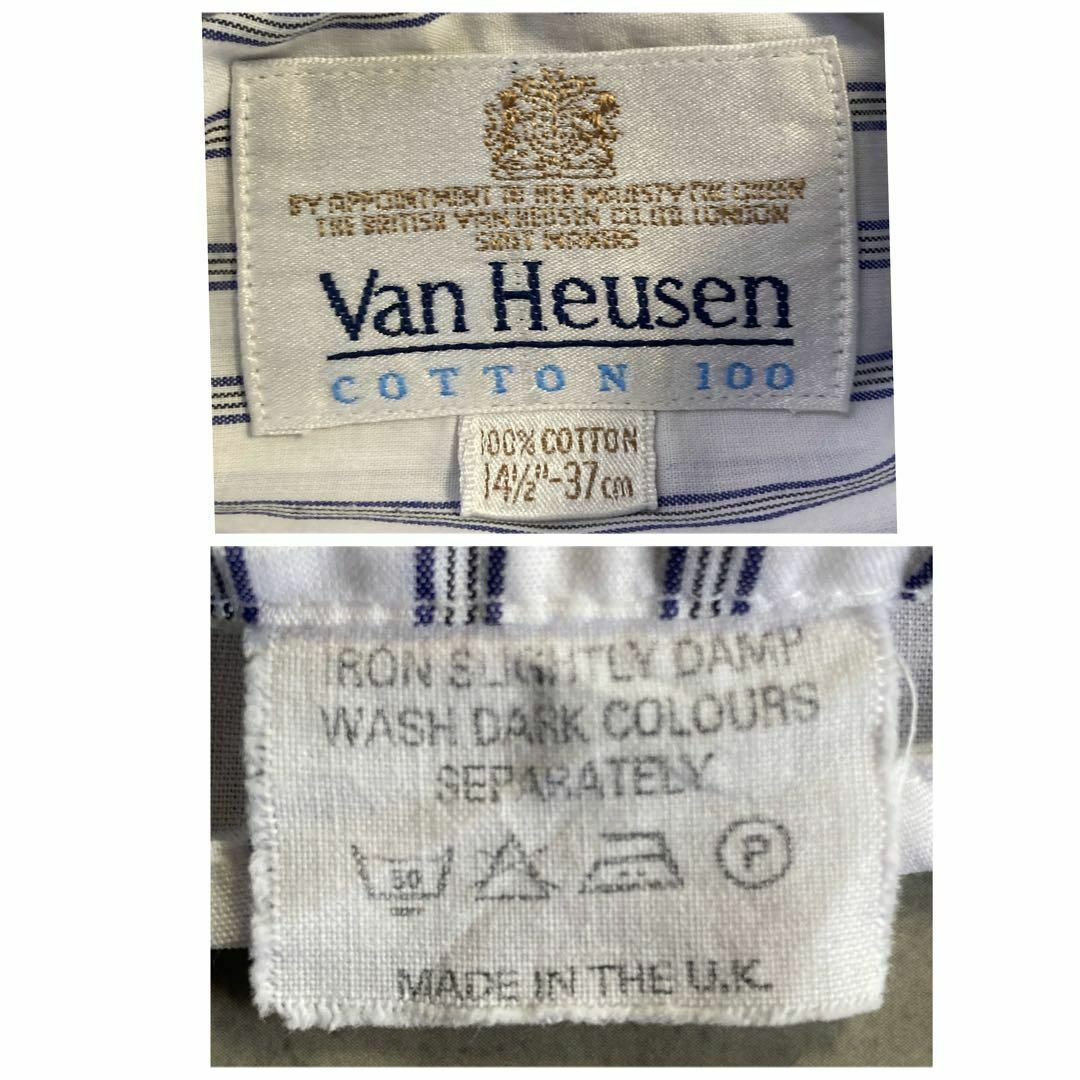 BY APPOINTMENT TO HER MAJESTY THE QUEEN
THE BRITISH VAN HEUSEN CO. LTD. LONDON
SHIRT MAKERS
Van Heusen
COTTON 100
100% COTTON
14½"-37cm
IRON SLIGHTLY DAMP
WASH DARK COLOURS
SEPARATELY
50
P
MADE IN THE U.K.